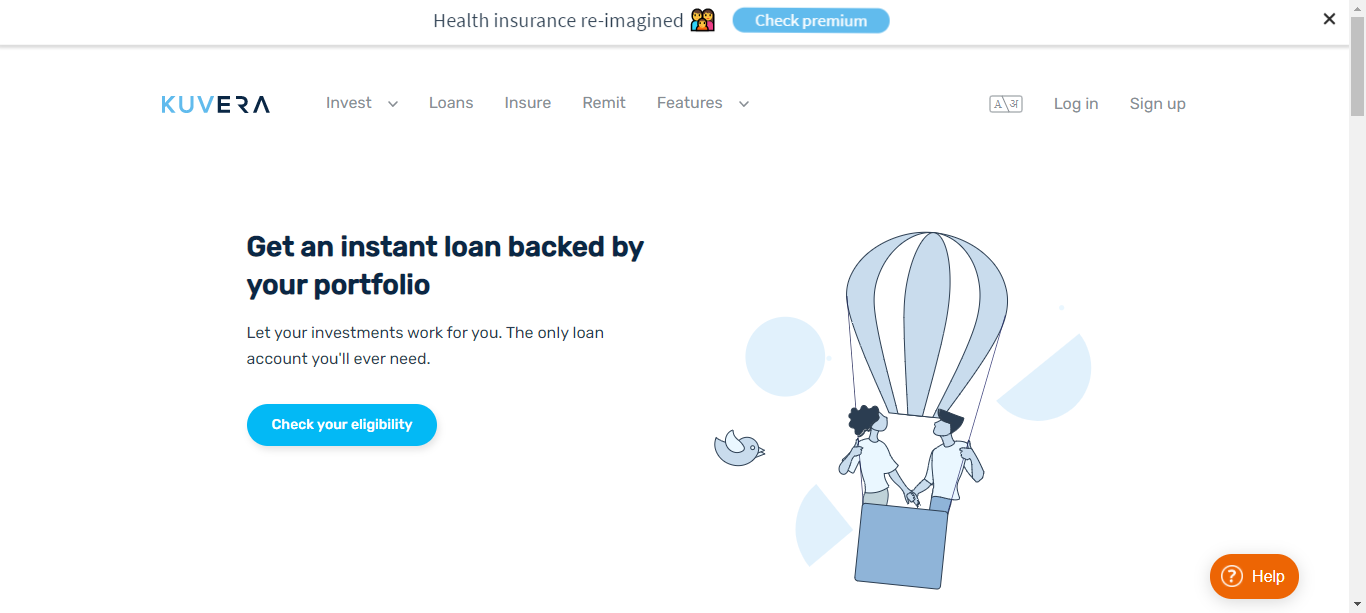 Health insurance re-imagined Check premium
KUVERA Invest Loans Insure Remit Features A\अ Log in Sign up
Get an instant loan backed by
your portfolio
Let your investments work for you. The only loan
account you'll ever need.
Check your eligibility
? Help